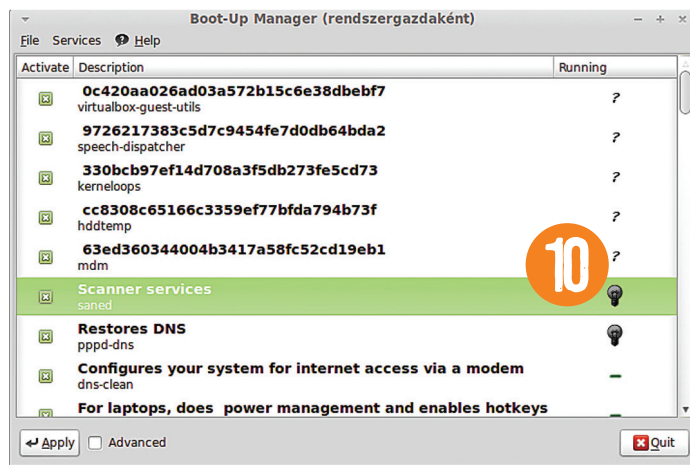 Boot-Up Manager (rendszergazdaként)
File Services Help
Activate Description Running
0c420aa026ad03a572b15c6e38dbebf7
virtualbox-guest-utils
?
9726217383c5d7c9454fe7d0db64bda2
speech-dispatcher
?
330bcb97ef14d708a3f5db273fe5cd73
kerneloops
?
cc8308c65166c3359ef77bfda794b73f
hddtemp
?
63ed360344004b3417a58fc52cd19eb1
mdm
?
10
Scanner services
saned
Restores DNS
pppd-dns
Configures your system for internet access via a modem
dns-clean
For laptops, does power management and enables hotkeys
Apply Advanced Quit